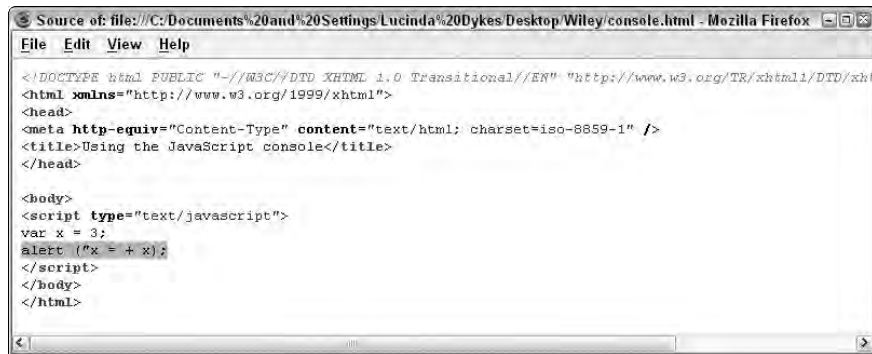 Source of: file:///C:/Documents%20and%20Settings/Lucinda%20Dykes/Desktop/Wiley/console.html - Mozilla Firefox
File Edit View Help
<!DOCTYPE html PUBLIC "-//W3C//DTD XHTML 1.0 Transitional//EN" "http://www.w3.org/TR/xhtml1/DTD/xht
<html xmlns="http://www.w3.org/1999/xhtml">
<head>
<meta http-equiv="Content-Type" content="text/html; charset=iso-8859-1" />
<title>Using the JavaScript console</title>
</head>
<body>
<script type="text/javascript">
var x = 3;
alert ("x = + x);
</script>
</body>
</html>